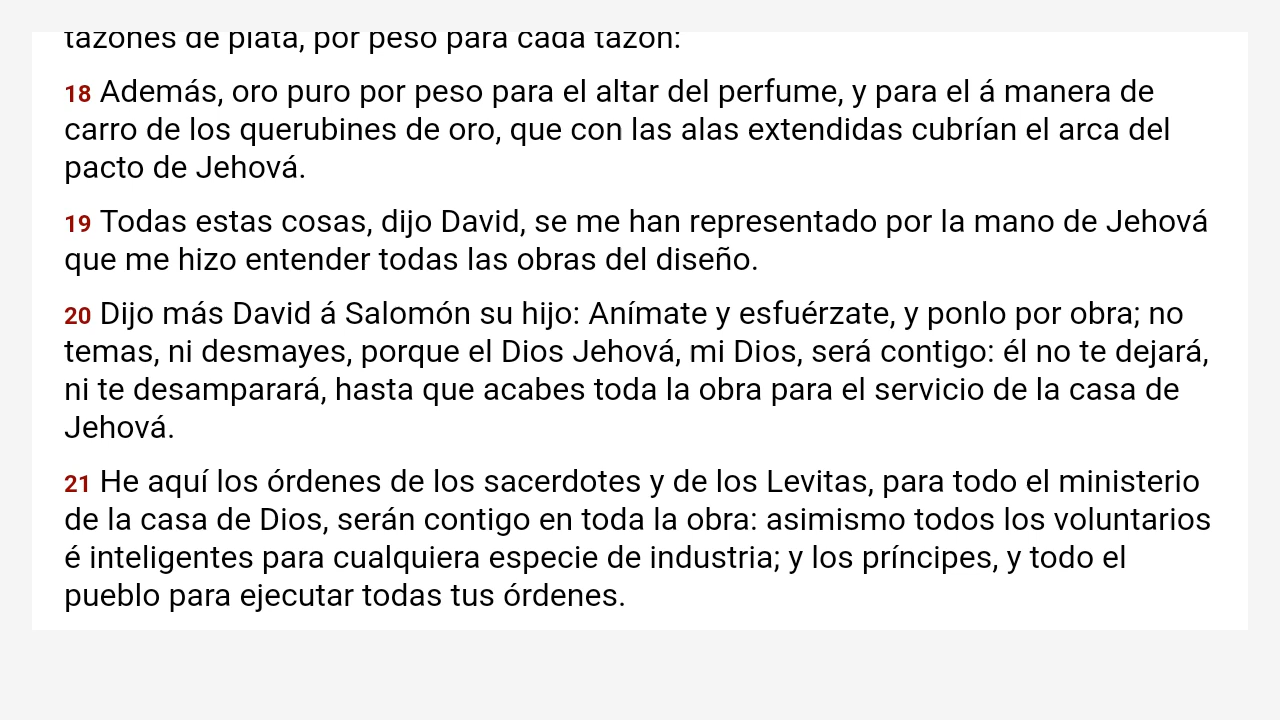 tazones de plata, por peso para cada tazón:
18 Además, oro puro por peso para el altar del perfume, y para el á manera de
carro de los querubines de oro, que con las alas extendidas cubrían el arca del
pacto de Jehová.
19 Todas estas cosas, dijo David, se me han representado por la mano de Jehová
que me hizo entender todas las obras del diseño.
20 Dijo más David á Salomón su hijo: Anímate y esfuérzate, y ponlo por obra; no
temas, ni desmayes, porque el Dios Jehová, mi Dios, será contigo: él no te dejará,
ni te desamparará, hasta que acabes toda la obra para el servicio de la casa de
Jehová.
21 He aquí los órdenes de los sacerdotes y de los Levitas, para todo el ministerio
de la casa de Dios, serán contigo en toda la obra: asimismo todos los voluntarios
é inteligentes para cualquiera especie de industria; y los príncipes, y todo el
pueblo para ejecutar todas tus órdenes.